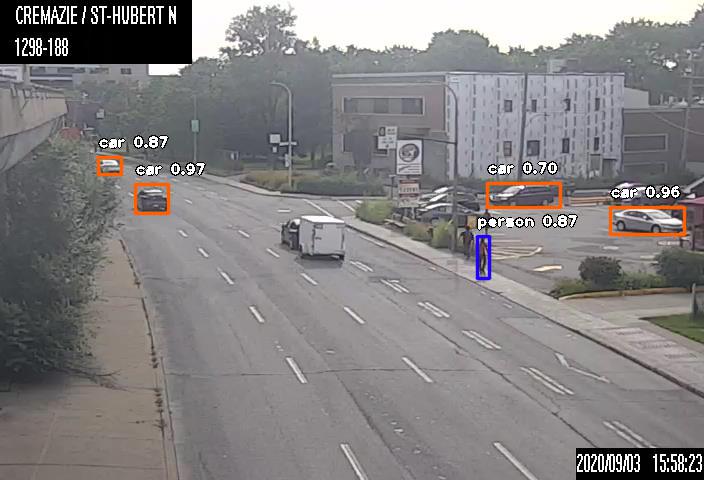 CREMAZIE / ST-HUBERT N
1298-188
car 0.87
car 0.97
car 0.70
car 0.96
person 0.87
2020/09/03 15:58:23